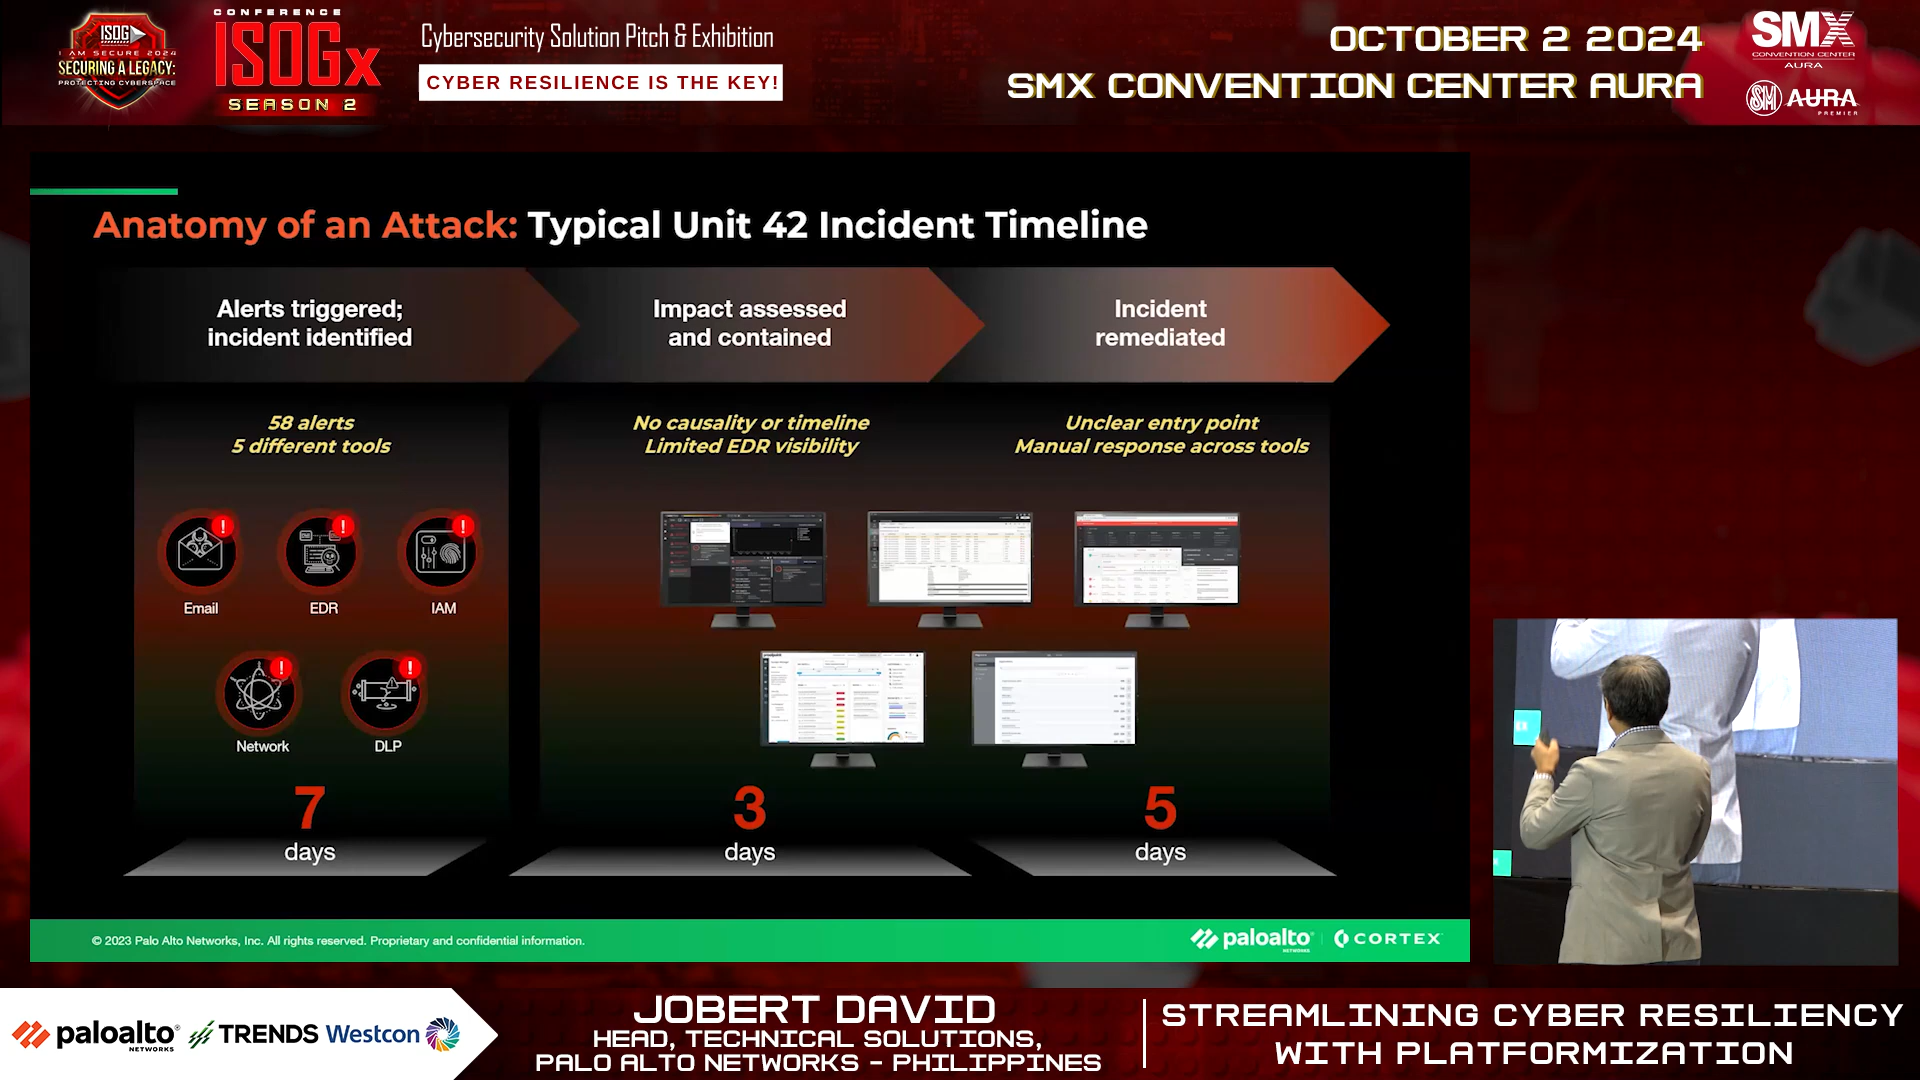 ISOG
I AM SECURE 2024
SECURING A LEGACY:
PROTECTING CYBERSPACE
CONFERENCE
ISOGx
SEASON 2
Cybersecurity Solution Pitch & Exhibition
CYBER RESILIENCE IS THE KEY!
OCTOBER 2 2024
SMX CONVENTION CENTER AURA
SMX
CONVENTION CENTER
AURA
SM AURA
PREMIER
Anatomy of an Attack: Typical Unit 42 Incident Timeline
Alerts triggered;
incident identified
Impact assessed
and contained
Incident
remediated
58 alerts
5 different tools
No causality or timeline
Limited EDR visibility
Unclear entry point
Manual response across tools
Email
EDR
IAM
Network
DLP
7
days
3
days
5
days
© 2023 Palo Alto Networks, Inc. All rights reserved. Proprietary and confidential information.
paloalto
NETWORKS
CORTEX
paloalto
NETWORKS
TRENDS
Westcon
JOBERT DAVID
HEAD, TECHNICAL SOLUTIONS,
PALO ALTO NETWORKS - PHILIPPINES
STREAMLINING CYBER RESILIENCY
WITH PLATFORMIZATION